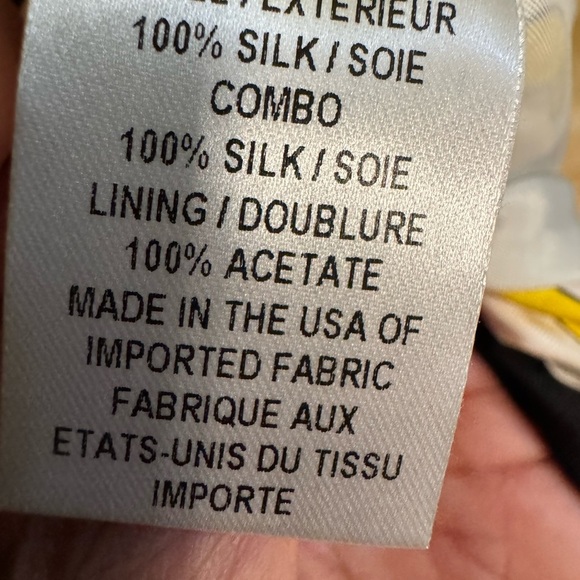 EXTERIEUR
100% SILK / SOIE
COMBO
100% SILK / SOIE
LINING / DOUBLURE
100% ACETATE
MADE IN THE USA OF
IMPORTED FABRIC
FABRIQUE AUX
ETATS-UNIS DU TISSU
IMPORTE